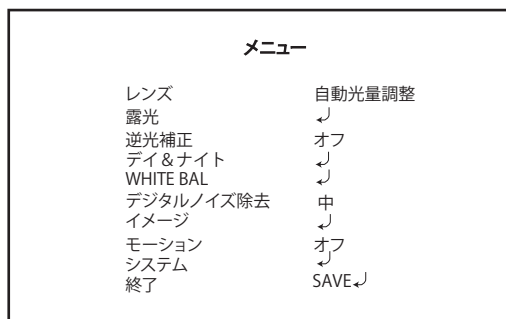 メニュー
レンズ 自動光量調整
露光 ↲
逆光補正 オフ
デイ＆ナイト ↲
WHITE BAL ↲
デジタルノイズ除去 中
イメージ ↲
モーション オフ
システム ↲
終了 SAVE↲